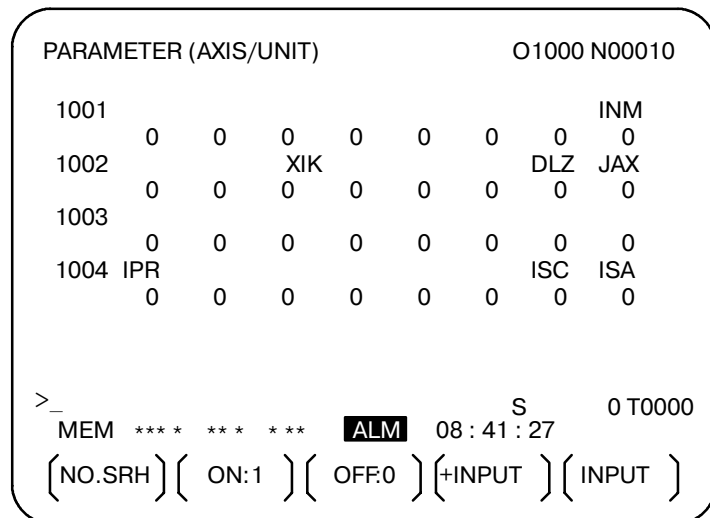 PARAMETER (AXIS/UNIT) O1000 N00010
1001 INM
0 0 0 0 0 0 0 0
1002 XIK DLZ JAX
0 0 0 0 0 0 0 0
1003
0 0 0 0 0 0 0 0
1004 IPR ISC ISA
0 0 0 0 0 0 0 0
>_ S 0 T0000
MEM **** *** *** ALM 08 : 41 : 27
[NO.SRH] [ ON:1 ] [ OFF:0 ] [+INPUT ] [ INPUT ]